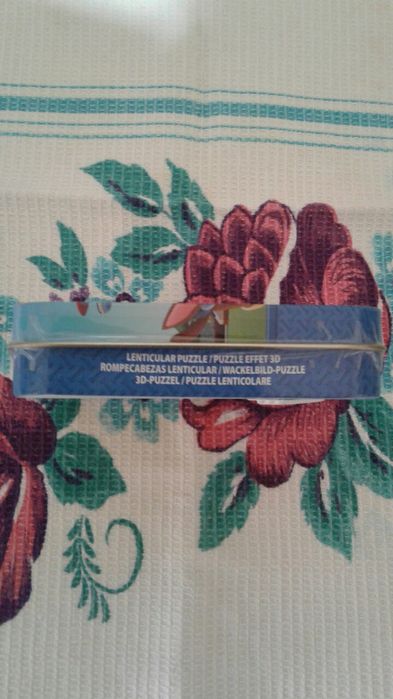 LENTICULAR PUZZLE / PUZZLE EFFET 3D
ROMPECABEZAS LENTICULAR / WACKELBILD-PUZZLE
3D-PUZZEL / PUZZLE LENTICOLARE